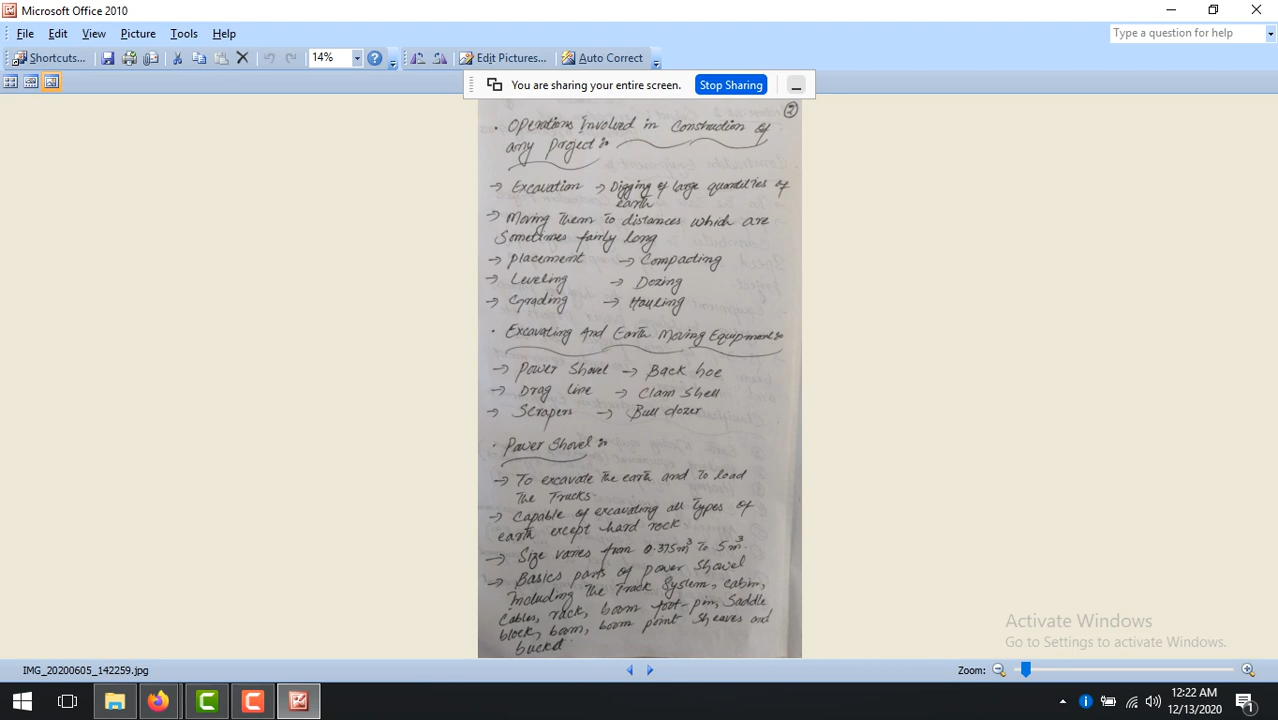 Microsoft Office 2010
File Edit View Picture Tools Help
Type a question for help
Shortcuts... 14% Edit Pictures... Auto Correct
You are sharing your entire screen. Stop Sharing
2
• Operations Involved in Construction of
any Project:-
→ Excavation → Digging of large quantities of
earth
→ Moving Them To distances which are
Sometimes fairly long
→ Placement → Compacting
→ Leveling → Dozing
→ Grading → Hauling
• Excavating And Earth Moving Equipment:-
→ Power Shovel → Back hoe
→ Drag line → Clam Shell
→ Scrapers → Bull dozer
• Power Shovel:-
→ To excavate The earth and To load
The Trucks.
→ Capable of excavating all Types of
earth except hard rock
→ Size varies from 0.375m³ To 5m³.
→ Basics parts of power Shovel
Including The Track System, cabin,
Cables, rack, boom foot-pin, Saddle
block, boom, boom point Sheaves and
bucket
Activate Windows
Go to Settings to activate Windows.
IMG_20200605_142259.jpg
Zoom:
12:22 AM
12/13/2020
1